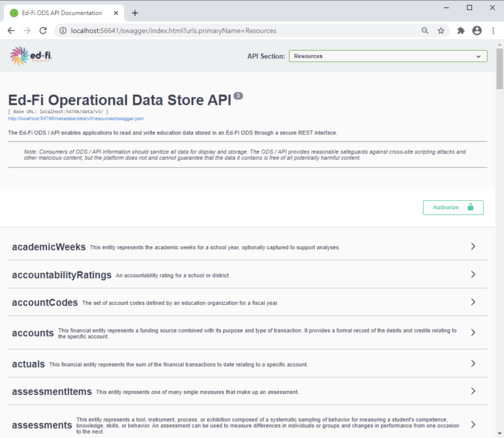 Ed-Fi ODS API Documentation
localhost:56641/swagger/index.html?urls.primaryName=Resources
ed-fi
API Section: Resources
Ed-Fi Operational Data Store API 3
[ Base URL: localhost:54746/data/v3/ ]
http://localhost:54746/metadata/data/v3/resources/swagger.json
The Ed-Fi ODS / API enables applications to read and write education data stored in an Ed-Fi ODS through a secure REST interface.
Note: Consumers of ODS / API information should sanitize all data for display and storage. The ODS / API provides reasonable safeguards against cross-site scripting attacks and
other malicious content, but the platform does not and cannot guarantee that the data it contains is free of all potentially harmful content.
Authorize
academicWeeks This entity represents the academic weeks for a school year, optionally captured to support analyses.
accountabilityRatings An accountability rating for a school or district.
accountCodes The set of account codes defined by an education organization for a fiscal year.
accounts This financial entity represents a funding source combined with its purpose and type of transaction. It provides a formal record of the debits and credits relating to
the specific account.
actuals This financial entity represents the sum of the financial transactions to date relating to a specific account.
assessmentItems This entity represents one of many single measures that make up an assessment.
assessments This entity represents a tool, instrument, process, or exhibition composed of a systematic sampling of behavior for measuring a student's competence,
knowledge, skills, or behavior. An assessment can be used to measure differences in individuals or groups and changes in performance from one occasion
to the next.